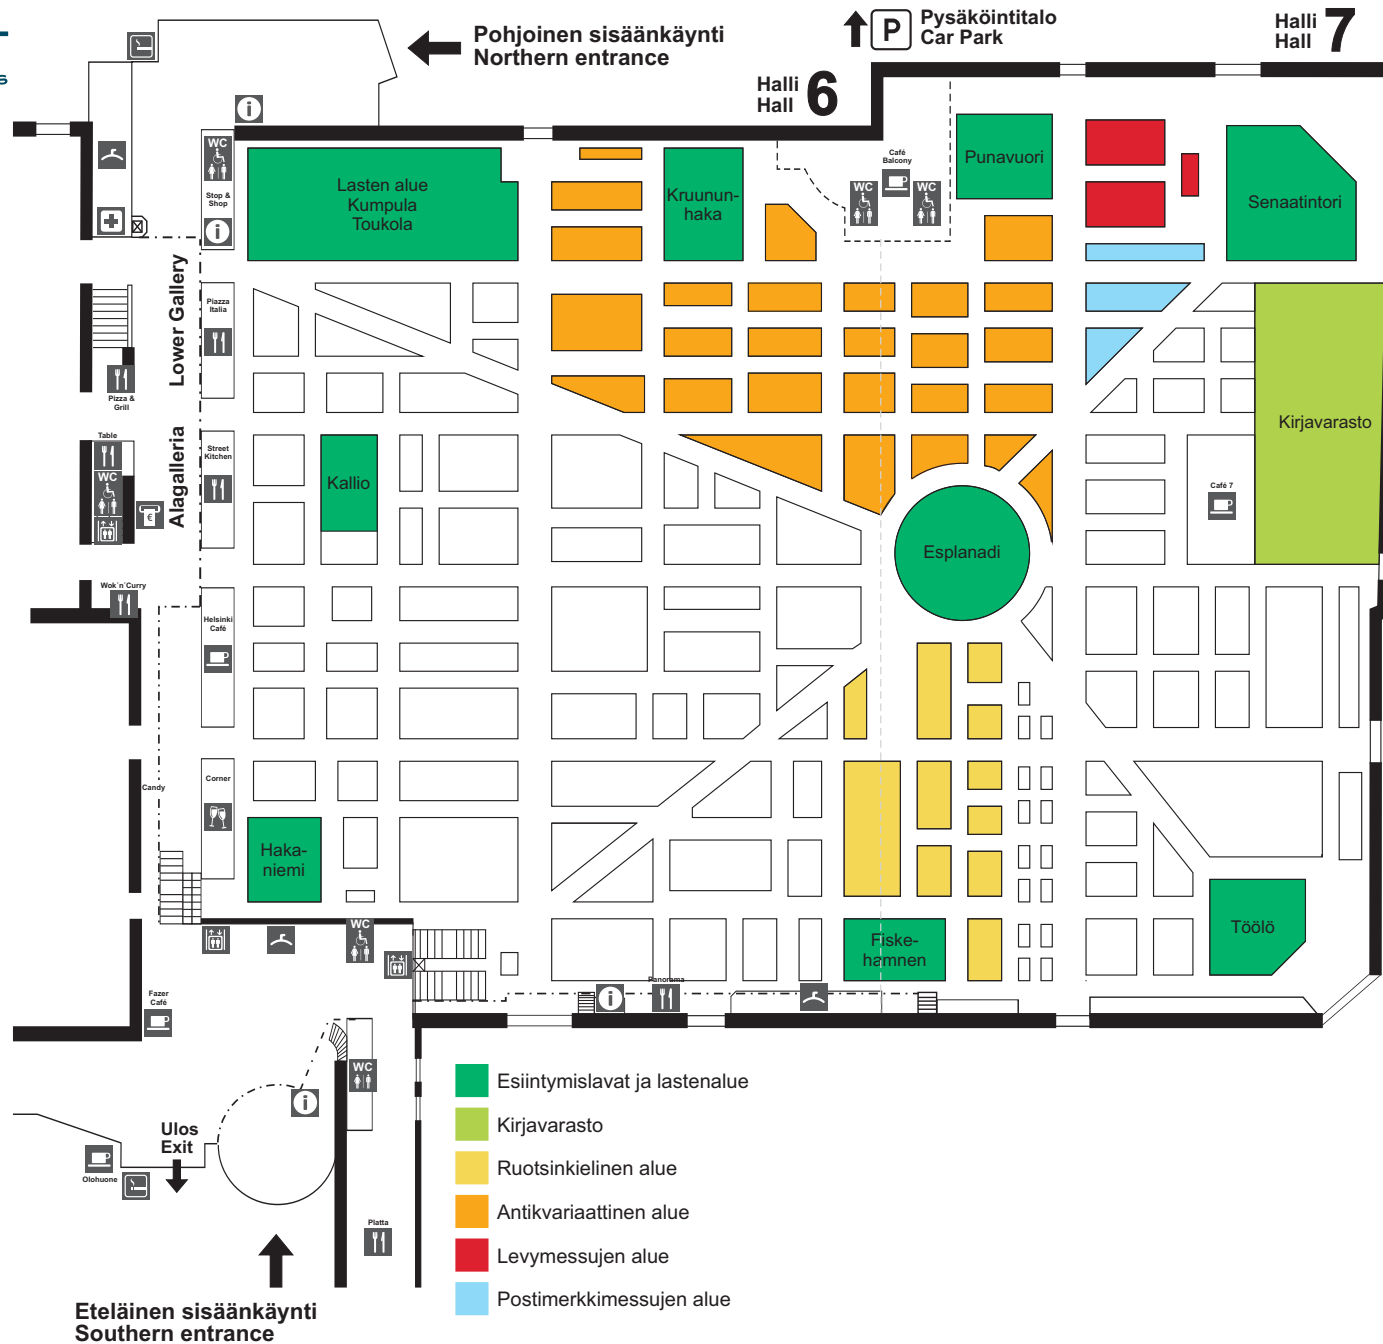 Pohjoinen sisäänkäynti
Northern entrance
P
Pysäköintitalo
Car Park
Halli
Hall 7
Halli
Hall 6
WC
Stop &
Shop
Lasten alue
Kumpula
Toukola
Kruunun-
haka
Café
Balcony
WC
WC
Punavuori
Senaatintori
Lower Gallery
Alagalleria
Piazza
Italia
Pizza &
Grill
Kirjavarasto
Table
WC
€
Street
Kitchen
Kallio
Café 7
Esplanadi
Wok´n´Curry
Helsinki
Café
Candy
Corner
Haka-
niemi
WC
Fiske-
hamnen
Töölö
Panorama
Fazer
Café
WC
Ulos
Exit
Olohuone
Platta
Eteläinen sisäänkäynti
Southern entrance
Esiintymislavat ja lastenalue
Kirjavarasto
Ruotsinkielinen alue
Antikvariaattinen alue
Levymessujen alue
Postimerkkimessujen alue